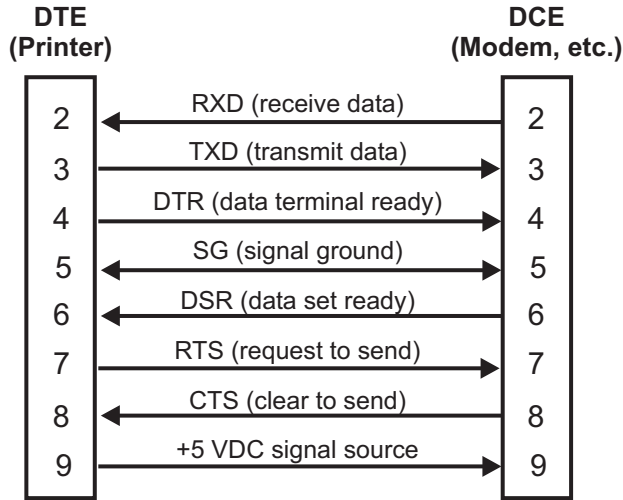 DTE DCE
(Printer) (Modem, etc.)
2 RXD (receive data) 2
3 TXD (transmit data) 3
4 DTR (data terminal ready) 4
5 SG (signal ground) 5
6 DSR (data set ready) 6
7 RTS (request to send) 7
8 CTS (clear to send) 8
9 +5 VDC signal source 9